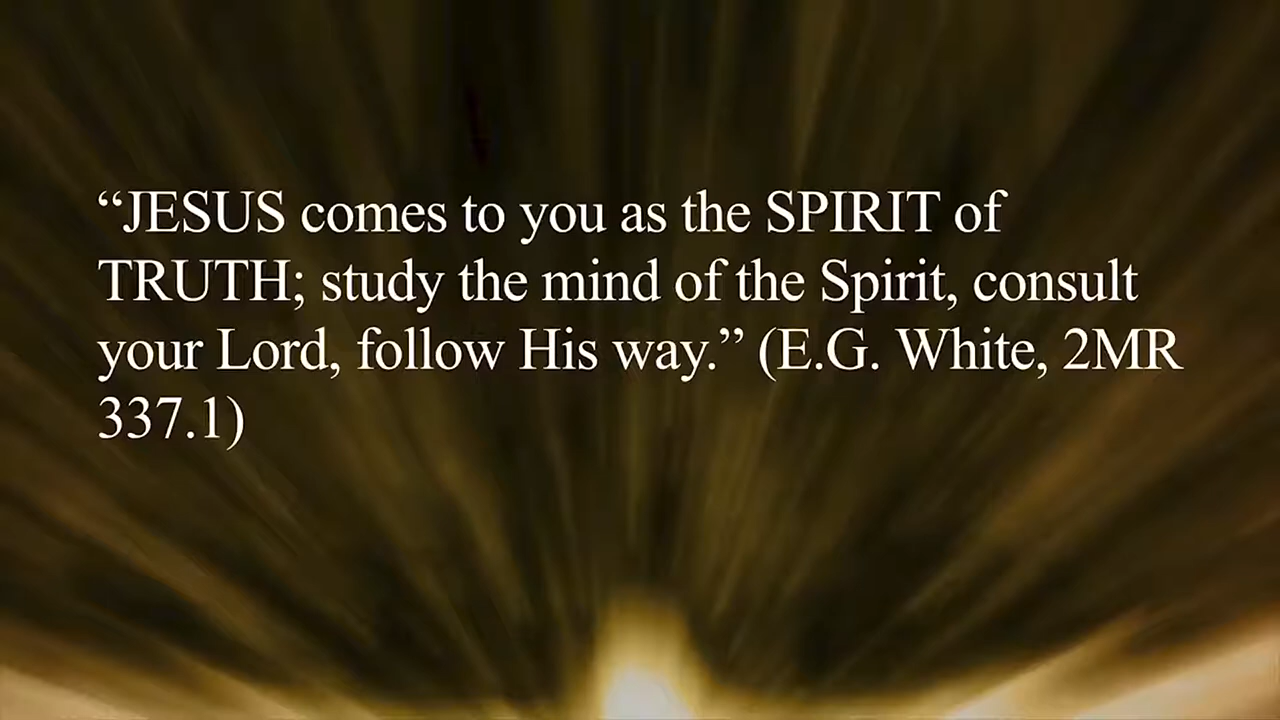 “JESUS comes to you as the SPIRIT of
TRUTH; study the mind of the Spirit, consult
your Lord, follow His way.” (E.G. White, 2MR
337.1)